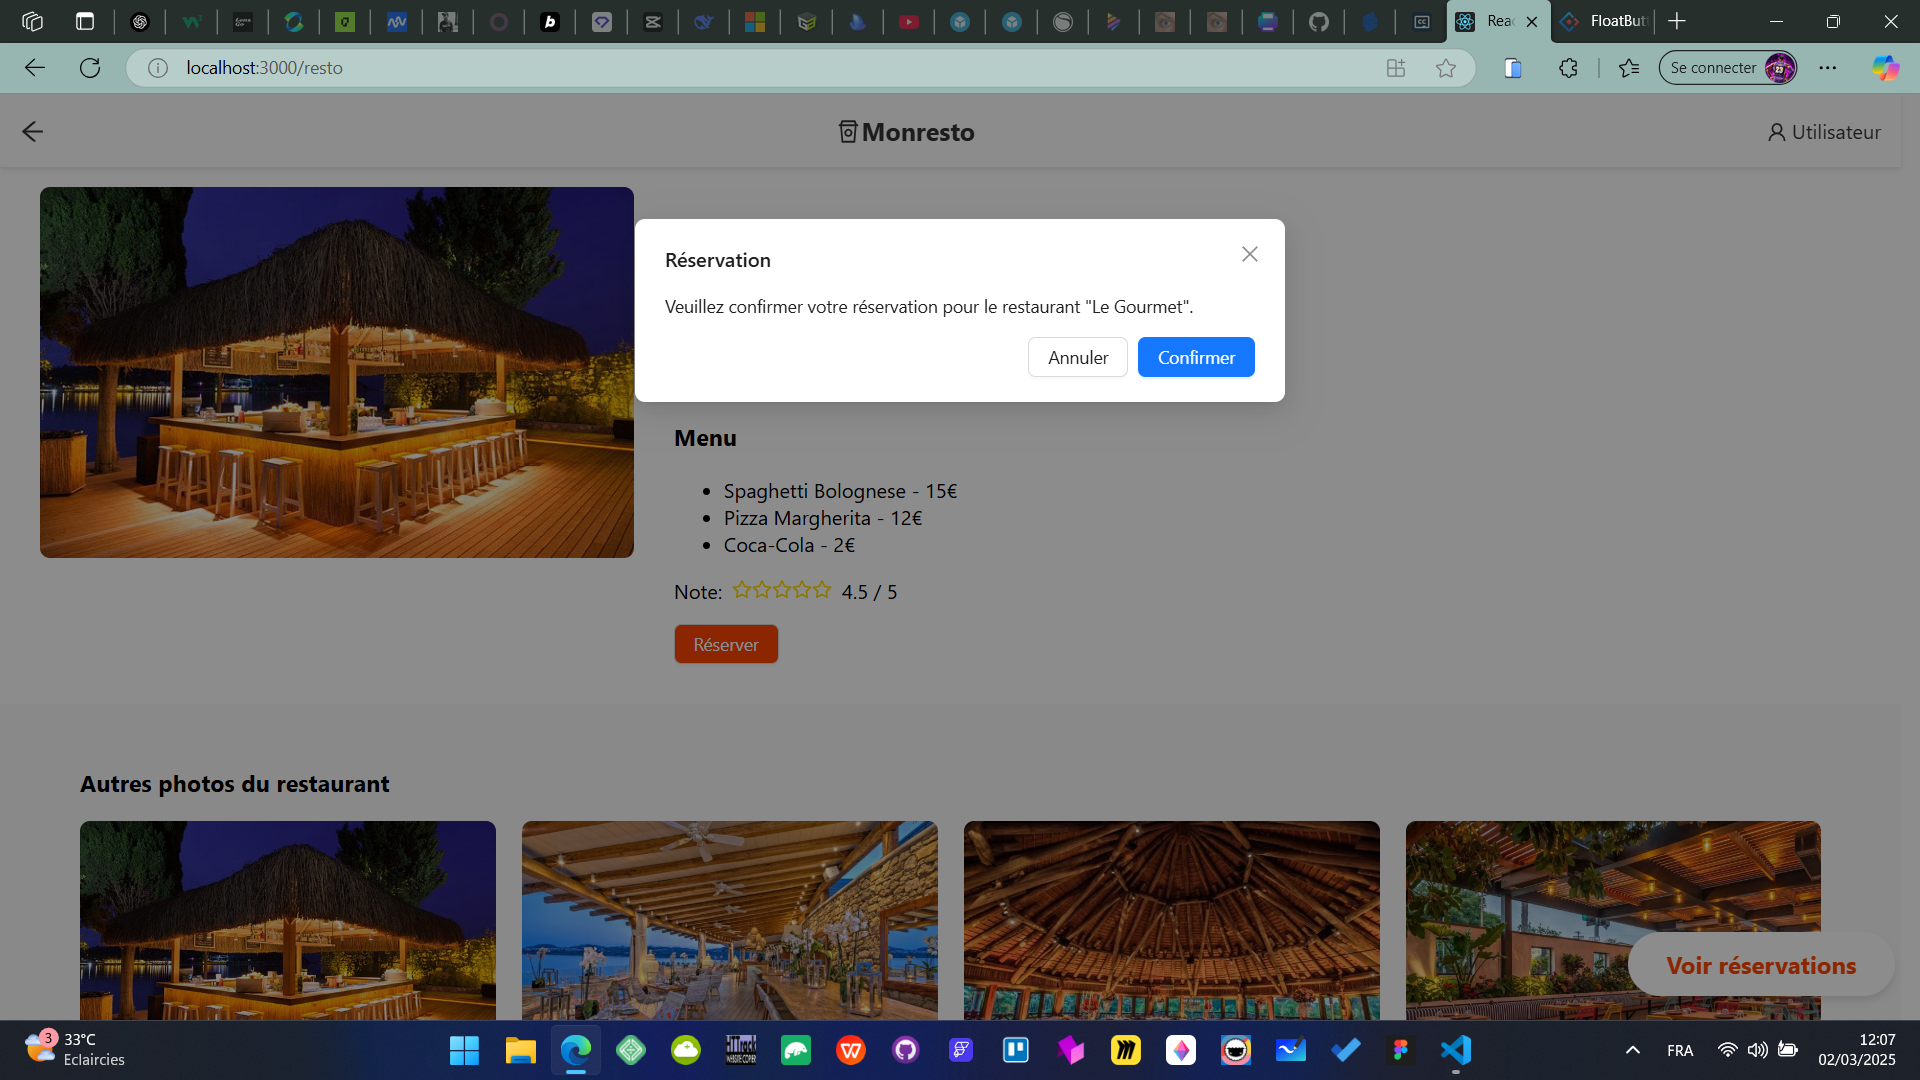 Reac
FloatBut
localhost:3000/resto
Se connecter
Monresto
Utilisateur
Réservation
Veuillez confirmer votre réservation pour le restaurant "Le Gourmet".
Annuler
Confirmer
Menu
Spaghetti Bolognese - 15€
Pizza Margherita - 12€
Coca-Cola - 2€
Note: 4.5 / 5
Réserver
Autres photos du restaurant
Voir réservations
3
33°C
Eclaircies
FRA
12:07
02/03/2025